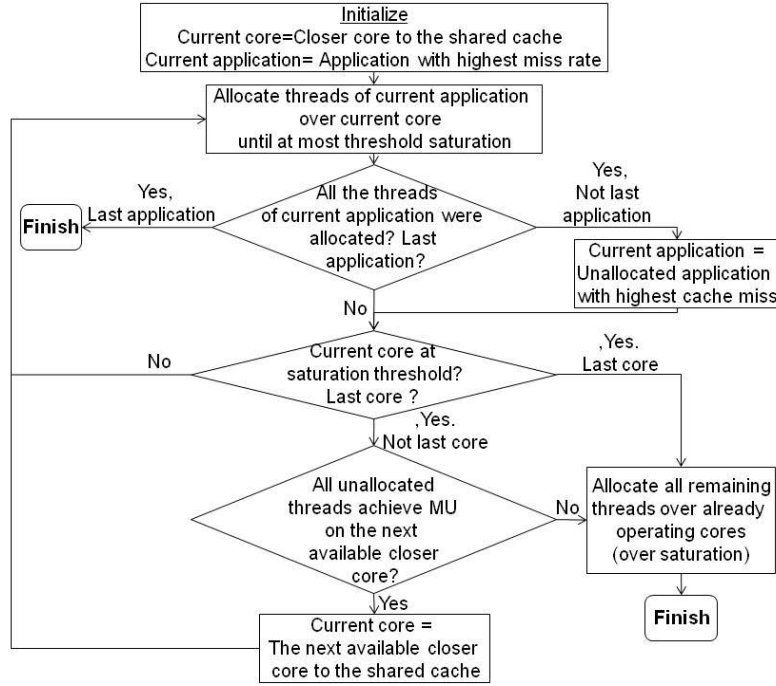 Initialize
Current core=Closer core to the shared cache
Current application= Application with highest miss rate
Allocate threads of current application
over current core
until at most threshold saturation
Yes,
Last application
Finish
All the threads
of current application were
allocated? Last
application?
Yes,
Not last
application
Current application =
Unallocated application
with highest cache miss
No
No
Current core at
saturation threshold?
Last core ?
,Yes.
Last core
,Yes.
Not last core
All unallocated
threads achieve MU
on the next
available closer
core?
No
Allocate all remaining
threads over already
operating cores
(over saturation)
Yes
Finish
Current core =
The next available closer
core to the shared cache